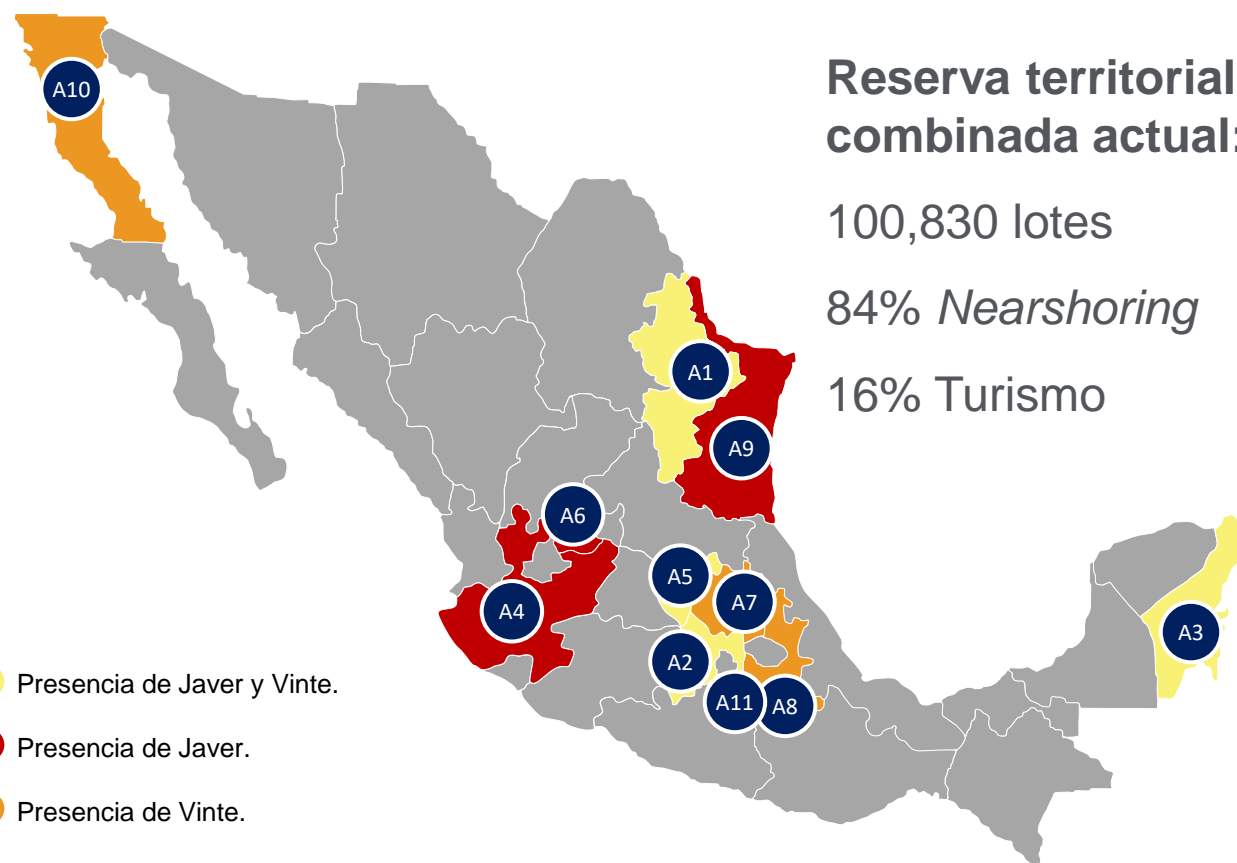 Reserva territorial
combinada actual:
100,830 lotes
84% Nearshoring
16% Turismo
A10
A1
A9
A6
A5
A7
A4
A3
A2
A11
A8
Presencia de Javer y Vinte.
Presencia de Javer.
Presencia de Vinte.